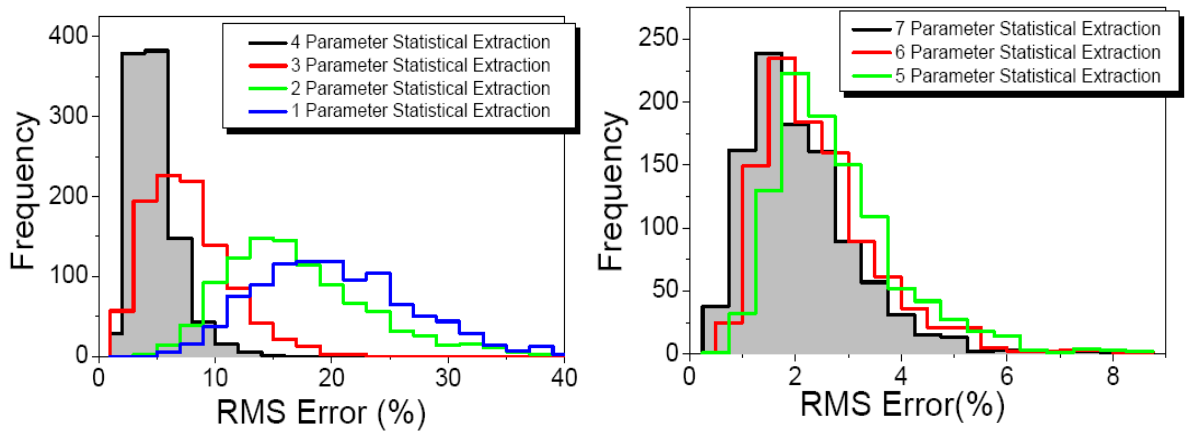 400
300
200
100
0
Frequency
4 Parameter Statistical Extraction
3 Parameter Statistical Extraction
2 Parameter Statistical Extraction
1 Parameter Statistical Extraction
0 10 20 30 40
RMS Error (%)
250
200
150
100
50
0
Frequency
7 Parameter Statistical Extraction
6 Parameter Statistical Extraction
5 Parameter Statistical Extraction
0 2 4 6 8
RMS Error(%)